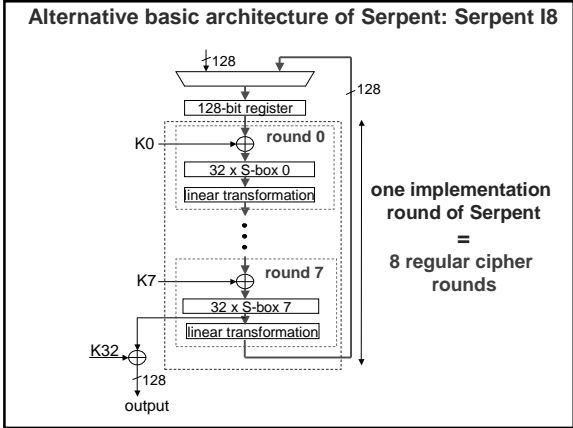 Alternative basic architecture of Serpent: Serpent I8
128
128
128-bit register
round 0
K0
32 x S-box 0
linear transformation
one implementation
round of Serpent
=
8 regular cipher
rounds
round 7
K7
32 x S-box 7
linear transformation
K32
128
output